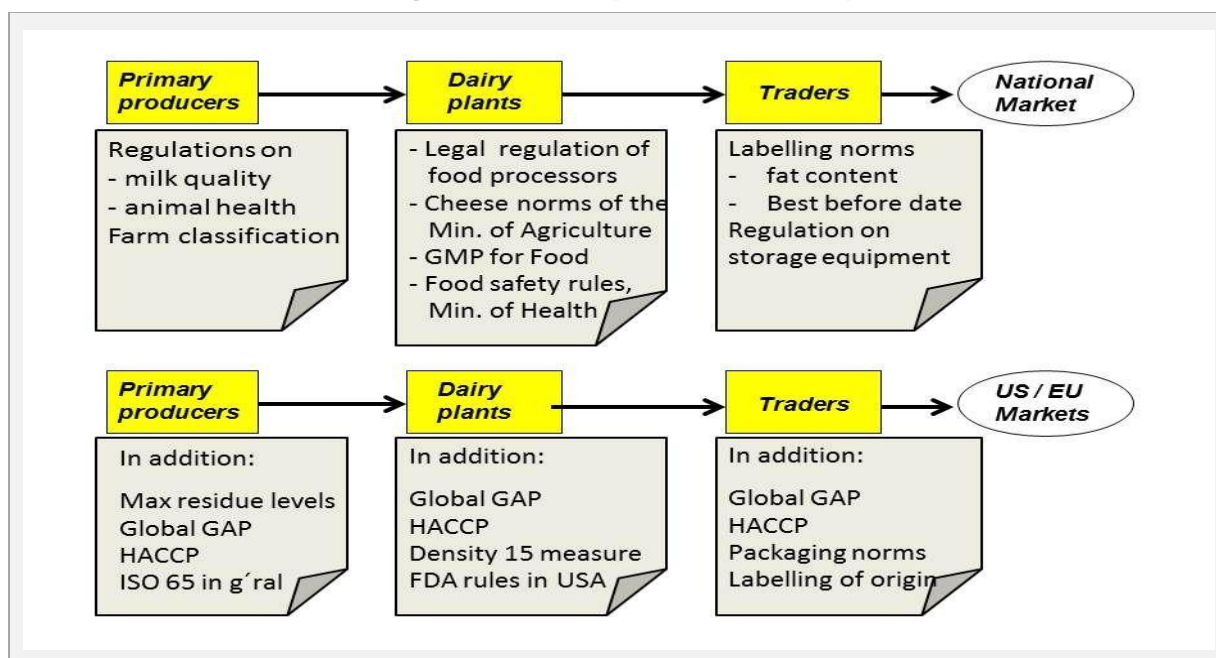 Primary
producers
Dairy
plants
Traders
National
Market
Regulations on
- milk quality
- animal health
Farm classification
- Legal regulation of
food processors
- Cheese norms of the
Min. of Agriculture
- GMP for Food
- Food safety rules,
Min. of Health
Labelling norms
- fat content
- Best before date
Regulation on
storage equipment
Primary
producers
Dairy
plants
Traders
US / EU
Markets
In addition:
Max residue levels
Global GAP
HACCP
ISO 65 in g´ral
In addition:
Global GAP
HACCP
Density 15 measure
FDA rules in USA
In addition:
Global GAP
HACCP
Packaging norms
Labelling of origin